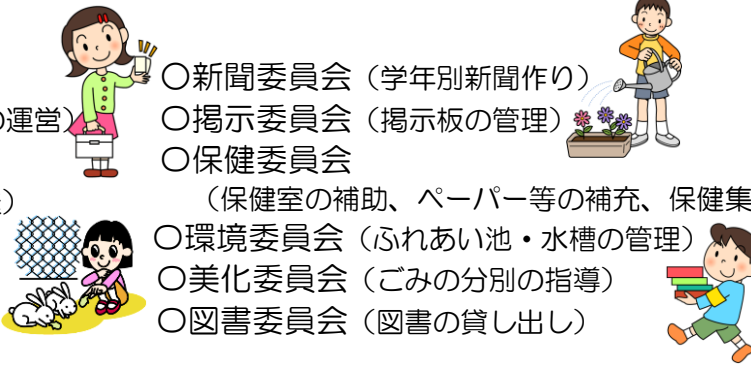 〇新聞委員会（学年別新聞作り）
の運営）
〇掲示委員会（掲示板の管理）
〇保健委員会
）
（保健室の補助、ペーパー等の補充、保健集
〇環境委員会（ふれあい池・水槽の管理）
〇美化委員会（ごみの分別の指導）
〇図書委員会（図書の貸し出し）